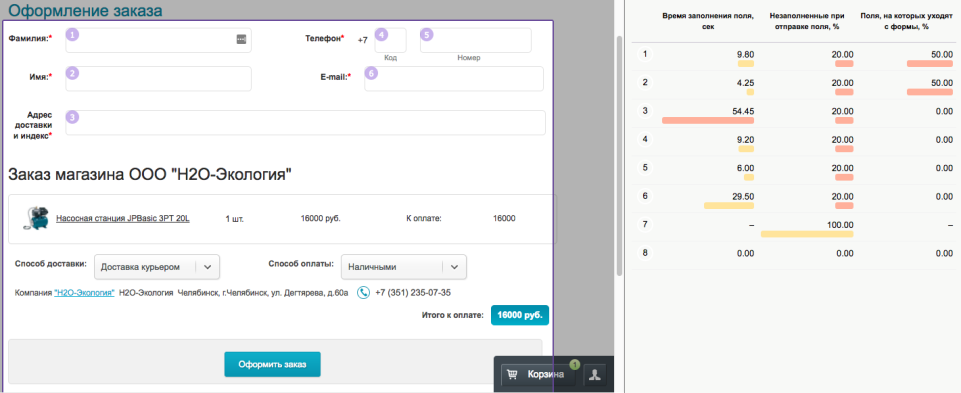 Оформление заказа
Фамилия:* 1 Телефон* +7 4 5
Код Номер
Имя:* 2 E-mail:* 6
Адрес
доставки
и индекс* 3
Заказ магазина ООО "Н2О-Экология"
Насосная станция JPBasic 3PT 20L 1 шт. 16000 руб. К оплате: 16000
Способ доставки: Доставка курьером Способ оплаты: Наличными
Компания "Н2О-Экология" Н2О-Экология Челябинск, г.Челябинск, ул. Дегтярева, д.60а +7 (351) 235-07-35
Итого к оплате: 16000 руб.
Оформить заказ
Корзина 1
Время заполнения поля, сек Незаполненные при отправке поля, % Поля, на которых уходят с формы, %
1 9.80 20.00 50.00
2 4.25 20.00 50.00
3 54.45 20.00 0.00
4 9.20 20.00 0.00
5 6.00 20.00 0.00
6 29.50 20.00 0.00
7 – 100.00 –
8 0.00 0.00 0.00